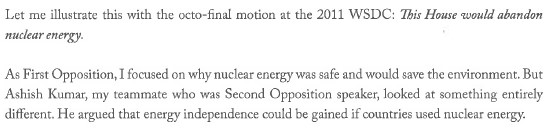 Let me illustrate this with the octo-final motion at the 2011 WSDC: This House would abandon
nuclear energy.
As First Opposition, I focused on why nuclear energy was safe and would save the environment. But
Ashish Kumar, my teammate who was Second Opposition speaker, looked at something entirely
different. He argued that energy independence could be gained if countries used nuclear energy.